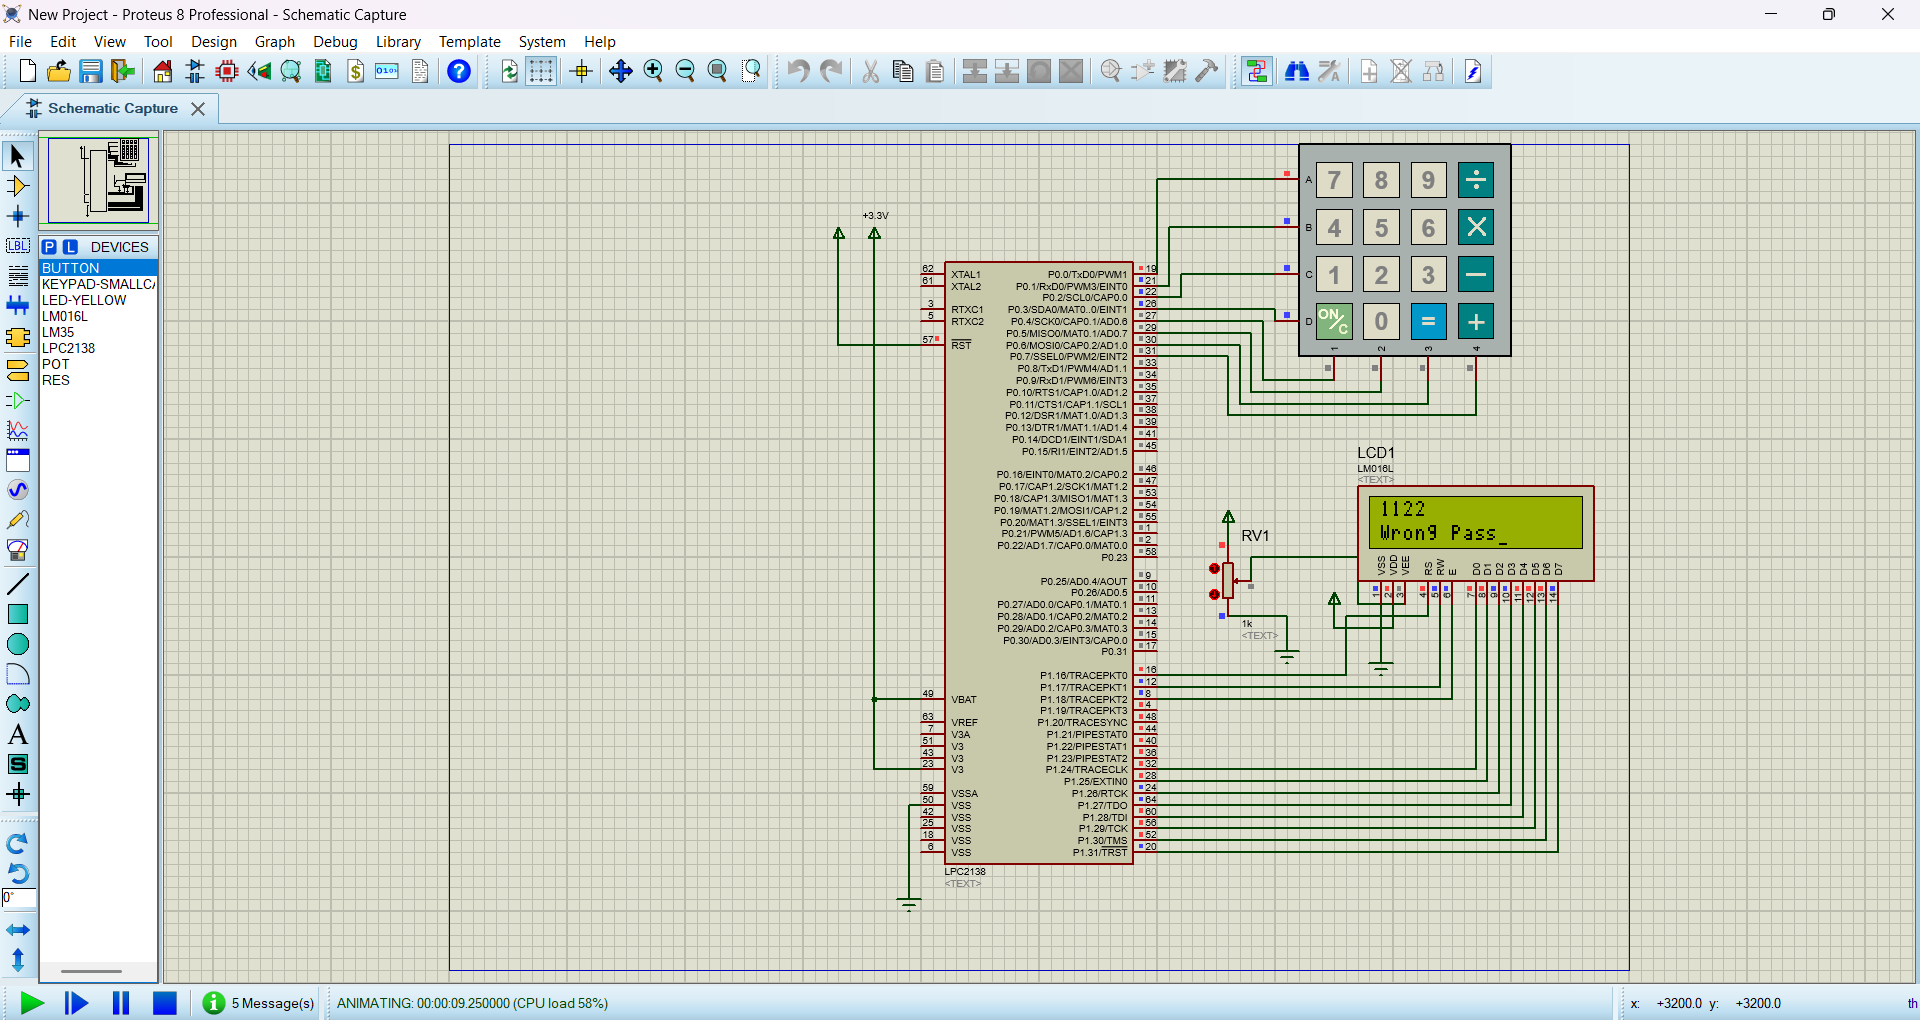 New Project - Proteus 8 Professional - Schematic Capture
File Edit View Tool Design Graph Debug Library Template System Help
Schematic Capture
P L DEVICES
BUTTON
KEYPAD-SMALLC
LED-YELLOW
LM016L
LM35
LPC2138
POT
RES
LBL
A
S
0°
+3.3V
62 XTAL1
61 XTAL2
3 RTXC1
5 RTXC2
57 RST
49 VBAT
63 VREF
7 V3A
51 V3
43 V3
23 V3
59 VSSA
50 VSS
42 VSS
25 VSS
18 VSS
6 VSS
P0.0/TxD0/PWM1 19
P0.1/RxD0/PWM3/EINT0 21
P0.2/SCL0/CAP0.0 22
P0.3/SDA0/MAT0..0/EINT1 26
P0.4/SCK0/CAP0.1/AD0.6 27
P0.5/MISO0/MAT0.1/AD0.7 29
P0.6/MOSI0/CAP0.2/AD1.0 30
P0.7/SSEL0/PWM2/EINT2 31
P0.8/TxD1/PWM4/AD1.1 33
P0.9/RxD1/PWM6/EINT3 34
P0.10/RTS1/CAP1.0/AD1.2 35
P0.11/CTS1/CAP1.1/SCL1 37
P0.12/DSR1/MAT1.0/AD1.3 38
P0.13/DTR1/MAT1.1/AD1.4 39
P0.14/DCD1/EINT1/SDA1 41
P0.15/RI1/EINT2/AD1.5 45
P0.16/EINT0/MAT0.2/CAP0.2 46
P0.17/CAP1.2/SCK1/MAT1.2 47
P0.18/CAP1.3/MISO1/MAT1.3 53
P0.19/MAT1.2/MOSI1/CAP1.2 54
P0.20/MAT1.3/SSEL1/EINT3 55
P0.21/PWM5/AD1.6/CAP1.3 1
P0.22/AD1.7/CAP0.0/MAT0.0 2
P0.23 58
P0.25/AD0.4/AOUT 9
P0.26/AD0.5 10
P0.27/AD0.0/CAP0.1/MAT0.1 11
P0.28/AD0.1/CAP0.2/MAT0.2 13
P0.29/AD0.2/CAP0.3/MAT0.3 14
P0.30/AD0.3/EINT3/CAP0.0 15
P0.31 17
P1.16/TRACEPKT0 16
P1.17/TRACEPKT1 12
P1.18/TRACEPKT2 8
P1.19/TRACEPKT3 4
P1.20/TRACESYNC 48
P1.21/PIPESTAT0 44
P1.22/PIPESTAT1 40
P1.23/PIPESTAT2 36
P1.24/TRACECLK 32
P1.25/EXTIN0 28
P1.26/RTCK 24
P1.27/TDO 64
P1.28/TDI 60
P1.29/TCK 56
P1.30/TMS 52
P1.31/TRST 20
LPC2138
<TEXT>
A 7 8 9 ÷
B 4 5 6 ×
C 1 2 3 −
D ON/C 0 = +
1 2 3 4
LCD1
LM016L
<TEXT>
1122
Wrong Pass_
VSS VDD VEE RS RW E D0 D1 D2 D3 D4 D5 D6 D7
1 2 3 4 5 6 7 8 9 10 11 12 13 14
RV1
1k
<TEXT>
5 Message(s) ANIMATING: 00:00:09.250000 (CPU load 58%) x: +3200.0 y: +3200.0 th